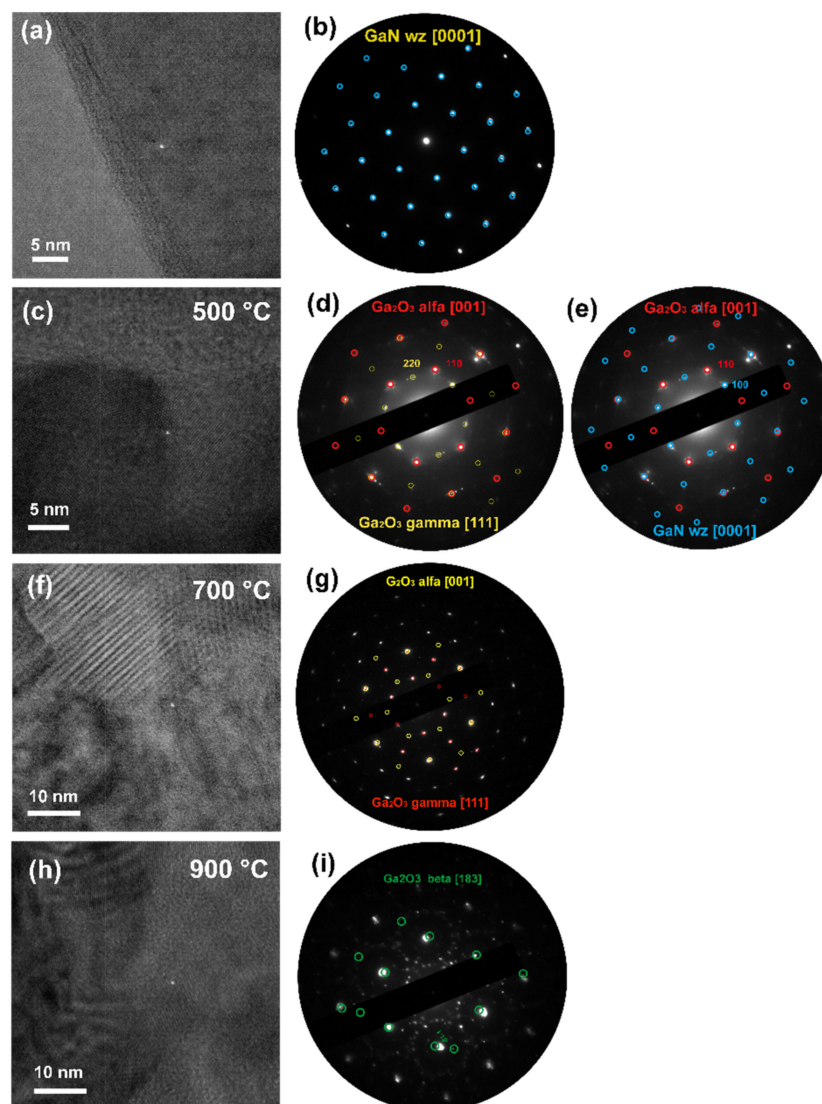 (a)
5 nm
(b)
GaN wz [0001]
(c)
500 °C
5 nm
(d)
Ga₂O₃ alfa [001]
220
110
Ga₂O₃ gamma [111]
(e)
Ga₂O₃ alfa [001]
110
100
GaN wz [0001]
(f)
700 °C
10 nm
(g)
G₂O₃ alfa [001]
Ga₂O₃ gamma [111]
(h)
900 °C
10 nm
(i)
Ga2O3 beta [183]